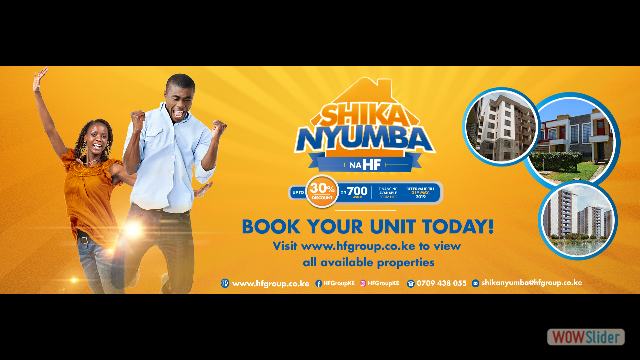 SHIKA
NYUMBA
NA HF
UPTO 30% DISCOUNT
700
BOOK YOUR UNIT TODAY!
Visit www.hfgroup.co.ke to view
all available properties
www.hfgroup.co.ke HFGroupKE HFGroupKE 0709 438 055 shikanyumba@hfgroup.co.ke
WOWSlider